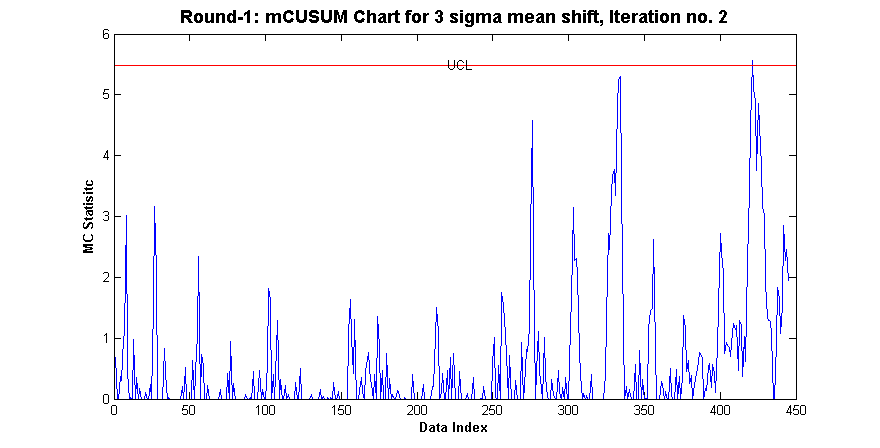 Round-1: mCUSUM Chart for 3 sigma mean shift, Iteration no. 2
6
UCL
5
4
3
2
1
0
MC Statisitc
0 50 100 150 200 250 300 350 400 450
Data Index